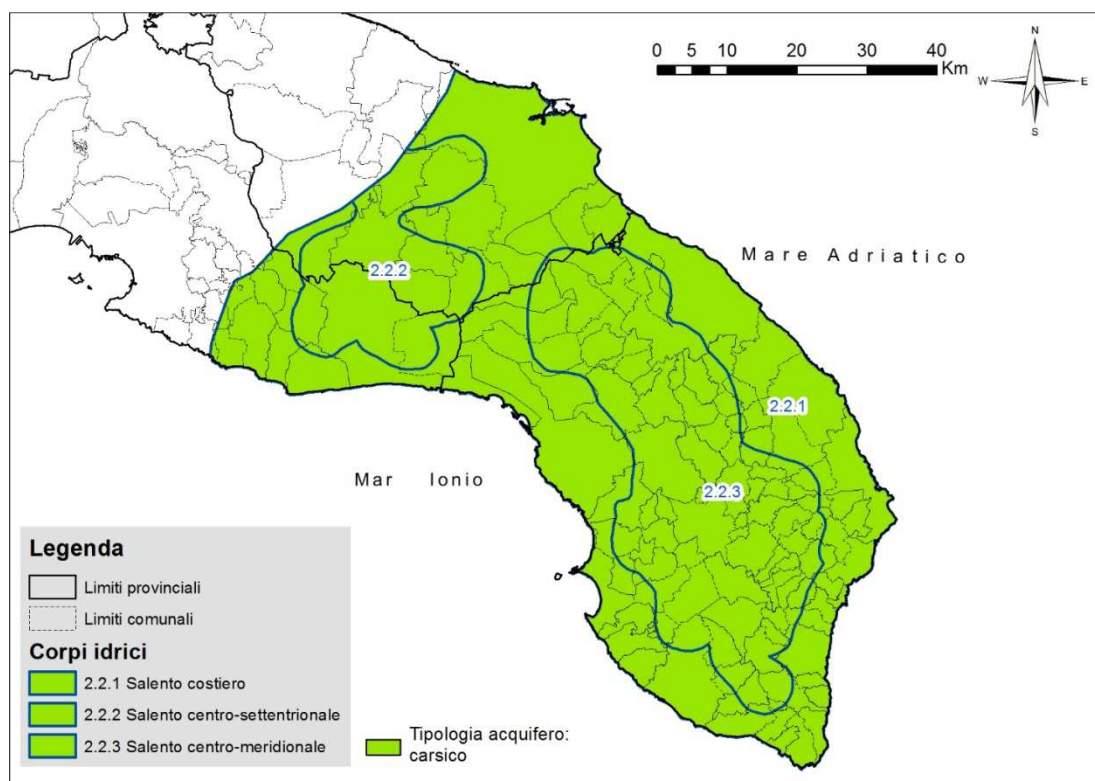 0 5 10 20 30 40
Km
N
W E
S
Mare Adriatico
2.2.2
2.2.1
2.2.3
Mar Ionio
Legenda
Limiti provinciali
Limiti comunali
Corpi idrici
2.2.1 Salento costiero
2.2.2 Salento centro-settentrionale
2.2.3 Salento centro-meridionale
Tipologia acquifero:
carsico